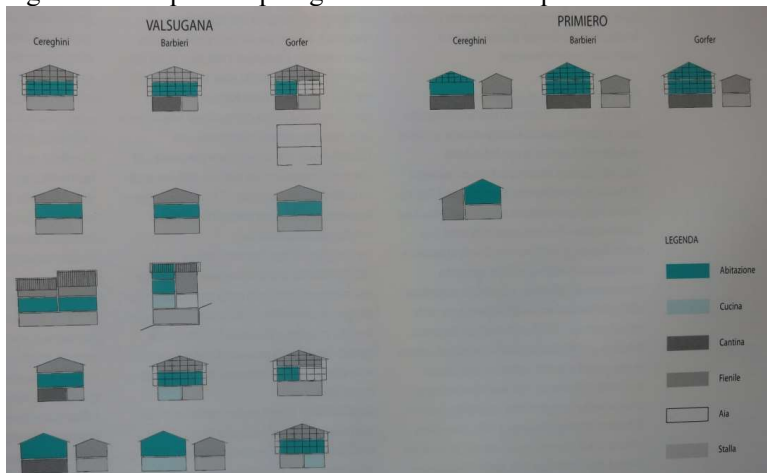 VALSUGANA
Cereghini Barbieri Gorfer
PRIMIERO
Cereghini Barbieri Gorfer
LEGENDA
Abitazione
Cucina
Cantina
Fienile
Aia
Stalla